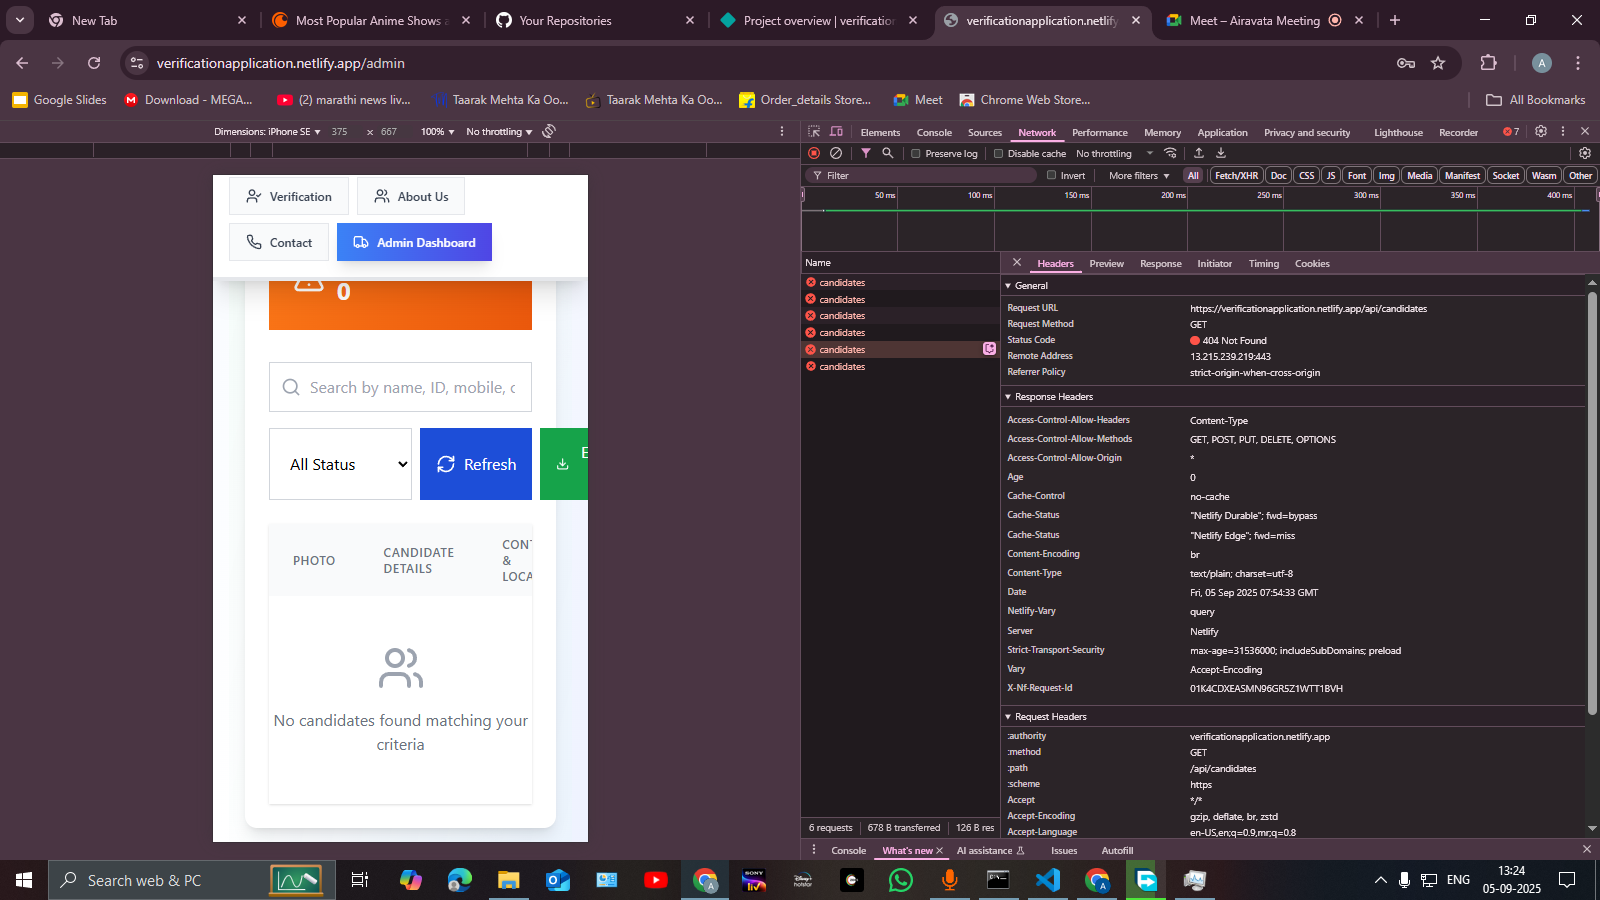 New Tab
Most Popular Anime Shows a
Your Repositories
Project overview | verification
verificationapplication.netlify
Meet – Airavata Meeting
verificationapplication.netlify.app/admin
A
Google Slides
Download - MEGA...
(2) marathi news liv...
Taarak Mehta Ka Oo...
Taarak Mehta Ka Oo...
Order_details Store...
Meet
Chrome Web Store...
All Bookmarks
Dimensions: iPhone SE
375
×
667
100%
No throttling
Elements
Console
Sources
Network
Performance
Memory
Application
Privacy and security
Lighthouse
Recorder
7
Preserve log
Disable cache
No throttling
Filter
Invert
More filters
All
Fetch/XHR
Doc
CSS
JS
Font
Img
Media
Manifest
Socket
Wasm
Other
50 ms
100 ms
150 ms
200 ms
250 ms
300 ms
350 ms
400 ms
Verification
About Us
Contact
Admin Dashboard
0
Search by name, ID, mobile, c
All Status
Refresh
E
PHOTO
CANDIDATE
DETAILS
CONT
&
LOCA
No candidates found matching your
criteria
Name
candidates
candidates
candidates
candidates
candidates
candidates
Headers
Preview
Response
Initiator
Timing
Cookies
General
Request URL
https://verificationapplication.netlify.app/api/candidates
Request Method
GET
Status Code
404 Not Found
Remote Address
13.215.239.219:443
Referrer Policy
strict-origin-when-cross-origin
Response Headers
Access-Control-Allow-Headers
Content-Type
Access-Control-Allow-Methods
GET, POST, PUT, DELETE, OPTIONS
Access-Control-Allow-Origin
*
Age
0
Cache-Control
no-cache
Cache-Status
"Netlify Durable"; fwd=bypass
Cache-Status
"Netlify Edge"; fwd=miss
Content-Encoding
br
Content-Type
text/plain; charset=utf-8
Date
Fri, 05 Sep 2025 07:54:33 GMT
Netlify-Vary
query
Server
Netlify
Strict-Transport-Security
max-age=31536000; includeSubDomains; preload
Vary
Accept-Encoding
X-Nf-Request-Id
01K4CDXEASMN96GR5Z1WTT1BVH
Request Headers
:authority
verificationapplication.netlify.app
:method
GET
:path
/api/candidates
:scheme
https
Accept
*/*
Accept-Encoding
gzip, deflate, br, zstd
Accept-Language
en-US,en;q=0.9,mr;q=0.8
6 requests
678 B transferred
126 B res
Console
What's new
AI assistance
Issues
Autofill
Search web & PC
SONY
liv
ENG
13:24
05-09-2025